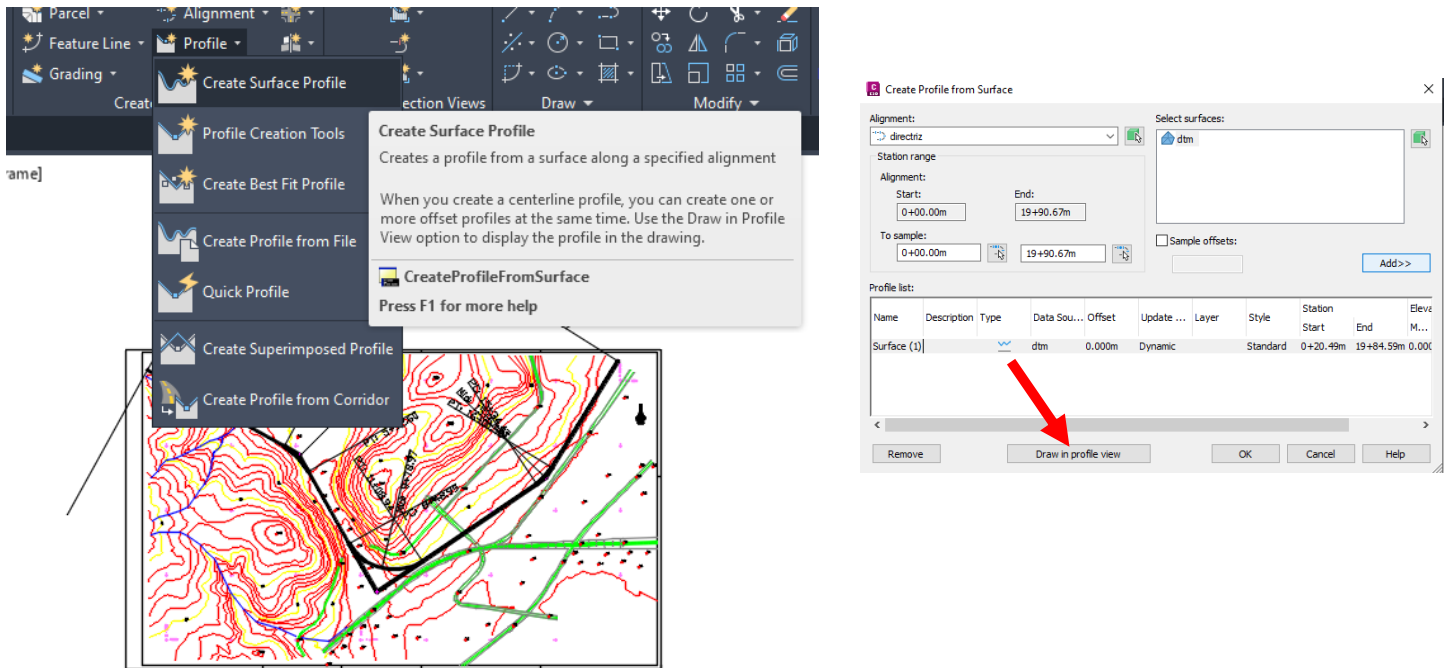 Parcel
Alignment
Feature Line
Profile
Grading
Create Surface Profile
ection Views
Draw
Modify
Profile Creation Tools
Create Best Fit Profile
Create Profile from File
Quick Profile
Create Superimposed Profile
Create Profile from Corridor
Create Surface Profile
Creates a profile from a surface along a specified alignment
When you create a centerline profile, you can create one or
more offset profiles at the same time. Use the Draw in Profile
View option to display the profile in the drawing.
CreateProfileFromSurface
Press F1 for more help
rame]
Create Profile from Surface
Alignment:
directriz
Select surfaces:
dtm
Station range
Alignment:
Start:
End:
0+00.00m
19+90.67m
To sample:
0+00.00m
19+90.67m
Sample offsets:
Add>>
Profile list:
Name Description Type Data Sou... Offset Update ... Layer Style Station Eleva
Start End M...
Surface (1) dtm 0.000m Dynamic Standard 0+20.49m 19+84.59m 0.000
Remove
Draw in profile view
OK
Cancel
Help